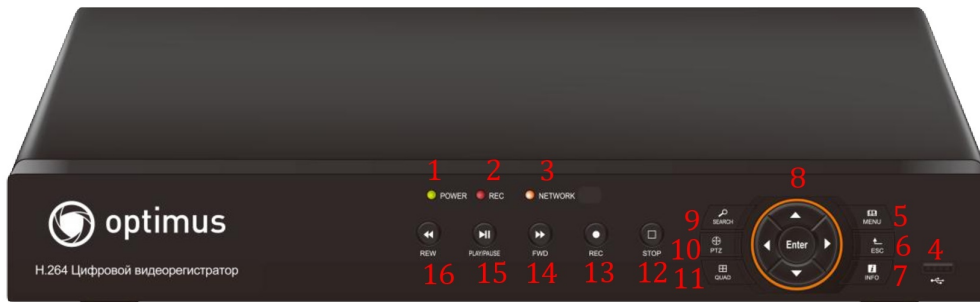 1 2 3
POWER REC NETWORK
8
optimus
9 SEARCH
MENU 5
10 PTZ
Enter
ESC 6
4
11 QUAD
INFO 7
REW PLAY/PAUSE FWD REC STOP
16 15 14 13 12
H.264 Цифровой видеорегистратор